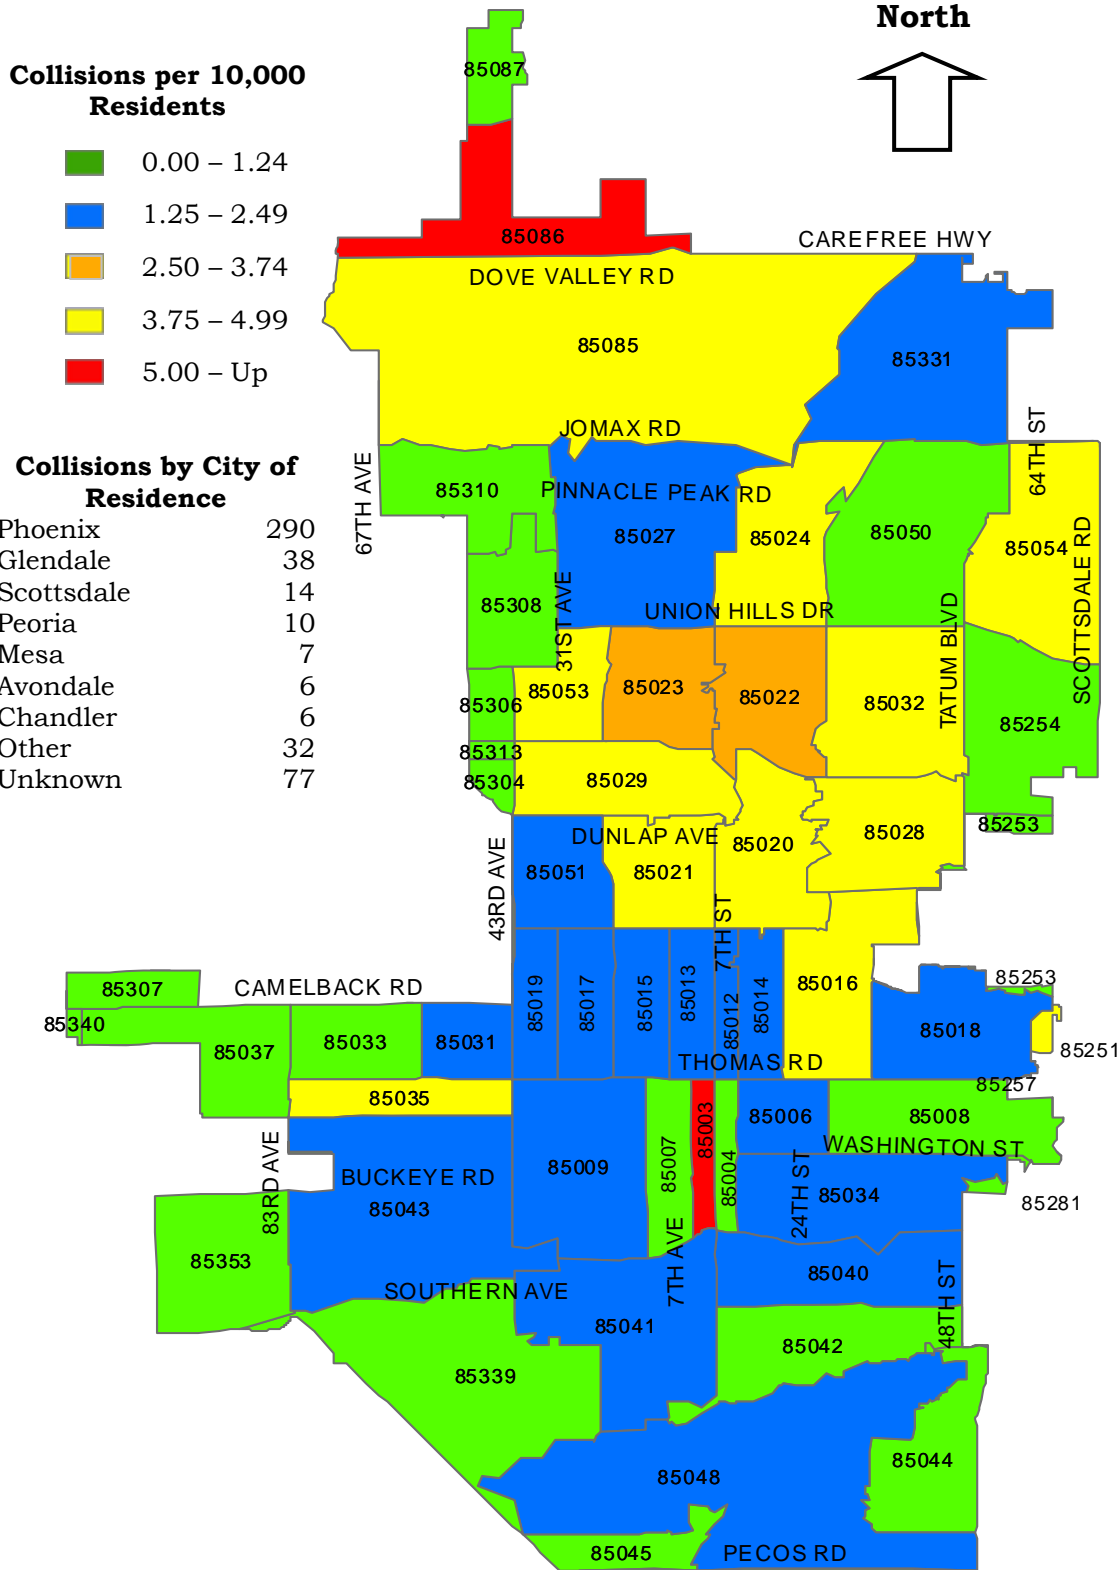 North
Collisions per 10,000
Residents
0.00 – 1.24
1.25 – 2.49
2.50 – 3.74
3.75 – 4.99
5.00 – Up
Collisions by City of
Residence
Phoenix 290
Glendale 38
Scottsdale 14
Peoria 10
Mesa 7
Avondale 6
Chandler 6
Other 32
Unknown 77
85087
85086
CAREFREE HWY
DOVE VALLEY RD
85085
85331
JOMAX RD
64TH ST
67TH AVE
85310
PINNACLE PEAK RD
85027
85024
85050
85054
SCOTTSDALE RD
85308
31ST AVE
UNION HILLS DR
TATUM BLVD
85306
85053
85023
85022
85032
85254
85313
85304
85029
85253
DUNLAP AVE
85020
85028
43RD AVE
85051
85021
7TH ST
85307
CAMELBACK RD
85019
85017
85015
85013
85012
85014
85016
85253
85340
85037
85033
85031
85018
85251
THOMAS RD
85257
85035
85009
85007
85003
85004
85006
85008
WASHINGTON ST
83RD AVE
BUCKEYE RD
85043
24TH ST
85034
85281
85353
7TH AVE
85040
48TH ST
SOUTHERN AVE
85041
85042
85339
85044
85048
85045
PECOS RD